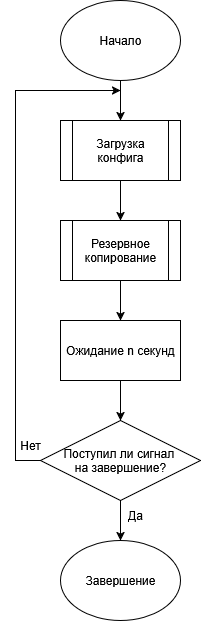 Начало
Загрузка
конфига
Резервное
копирование
Ожидание n секунд
Поступил ли сигнал
на завершение?
Нет
Да
Завершение